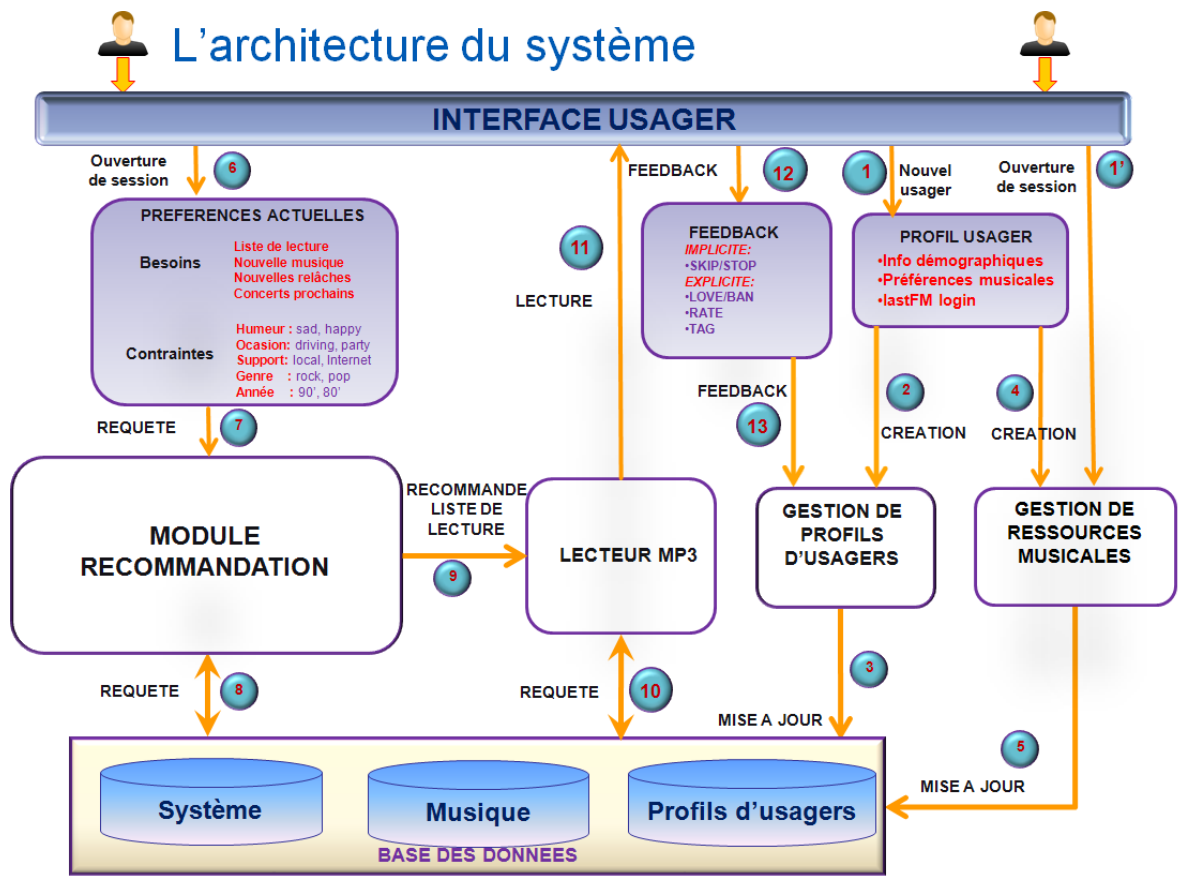 L'architecture du système
INTERFACE USAGER
Ouverture
de session
6
PREFERENCES ACTUELLES
Besoins
Liste de lecture
Nouvelle musique
Nouvelles relâches
Concerts prochains
Contraintes
Humeur : sad, happy
Ocasion: driving, party
Support: local, Internet
Genre : rock, pop
Année : 90', 80'
REQUETE
7
MODULE
RECOMMANDATION
REQUETE
8
RECOMMANDE
LISTE DE
LECTURE
9
LECTEUR MP3
REQUETE
10
11
LECTURE
FEEDBACK
12
FEEDBACK
IMPLICITE:
•SKIP/STOP
EXPLICITE:
•LOVE/BAN
•RATE
•TAG
FEEDBACK
13
1
Nouvel
usager
PROFIL USAGER
•Info démographiques
•Préférences musicales
•lastFM login
Ouverture
de session
1'
2
CREATION
4
CREATION
GESTION DE
PROFILS
D'USAGERS
GESTION DE
RESSOURCES
MUSICALES
3
MISE A JOUR
5
MISE A JOUR
Système
Musique
Profils d'usagers
BASE DES DONNEES